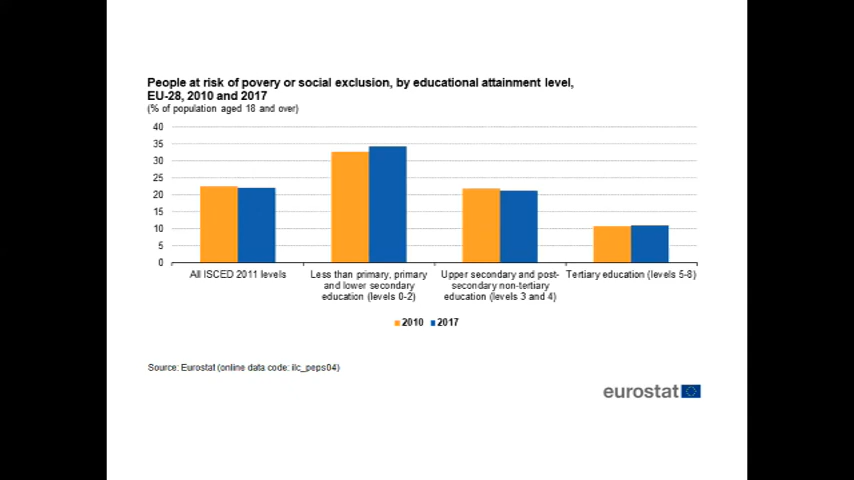 People at risk of povery or social exclusion, by educational attainment level,
EU-28, 2010 and 2017
(% of population aged 18 and over)
40
35
30
25
20
15
10
5
0
All ISCED 2011 levels
Less than primary, primary
and lower secondary
education (levels 0-2)
Upper secondary and post-
secondary non-tertiary
education (levels 3 and 4)
Tertiary education (levels 5-8)
2010 2017
Source: Eurostat (online data code: ilc_peps04)
eurostat